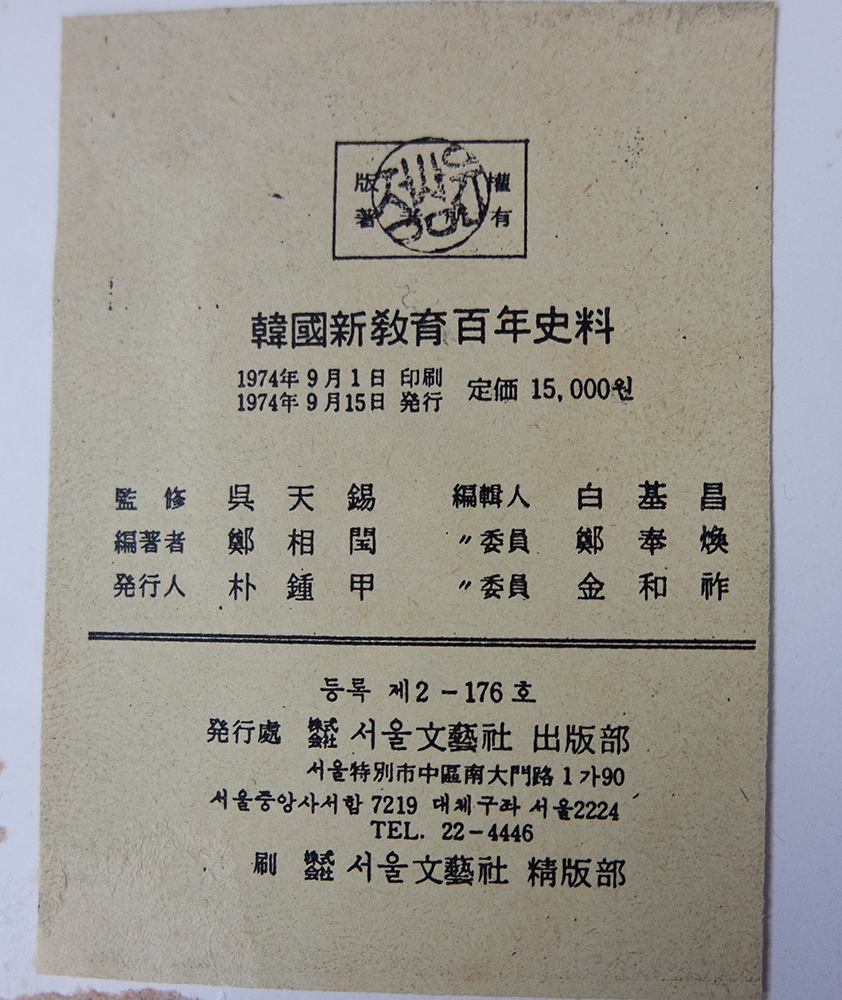 版 權
著 者 所 有
韓國新敎育百年史料
1974年 9月 1日 印刷
1974年 9月15日 発行
定価 15,000원
監 修 吳 天 錫
編著者 鄭 相 閏
発行人 朴 鍾 甲
編輯人 白 基 昌
〃委員 鄭 奉 煥
〃委員 金 和 祚
등록 제2-176호
発行處 株式会社 서울文藝社 出版部
서울特別市中區南大門路 1가90
서울중앙사서함 7219 대체구좌 서울2224
TEL. 22-4446
刷 株式会社 서울文藝社 精版部